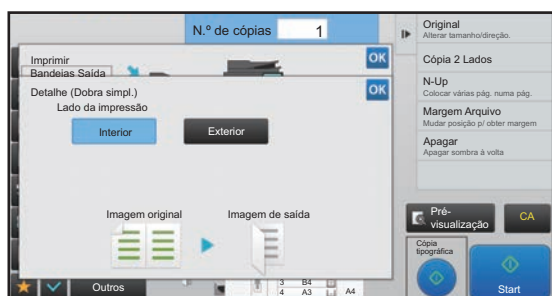 N.º de cópias 1
Imprimir
OK
Bandeias Saída
Detalhe (Dobra simpl.)
OK
Lado da impressão
Interior
Exterior
Imagem original
Imagem de saída
Outros
3 B4
4 A3
A4
Original
Alterar tamanho/direção.
Cópia 2 Lados
N-Up
Colocar várias pág. numa pág.
Margem Arquivo
Mudar posição p/ obter margem
Apagar
Apagar sombra à volta
Pré-
visualização
CA
Cópia
tipográfica
Start